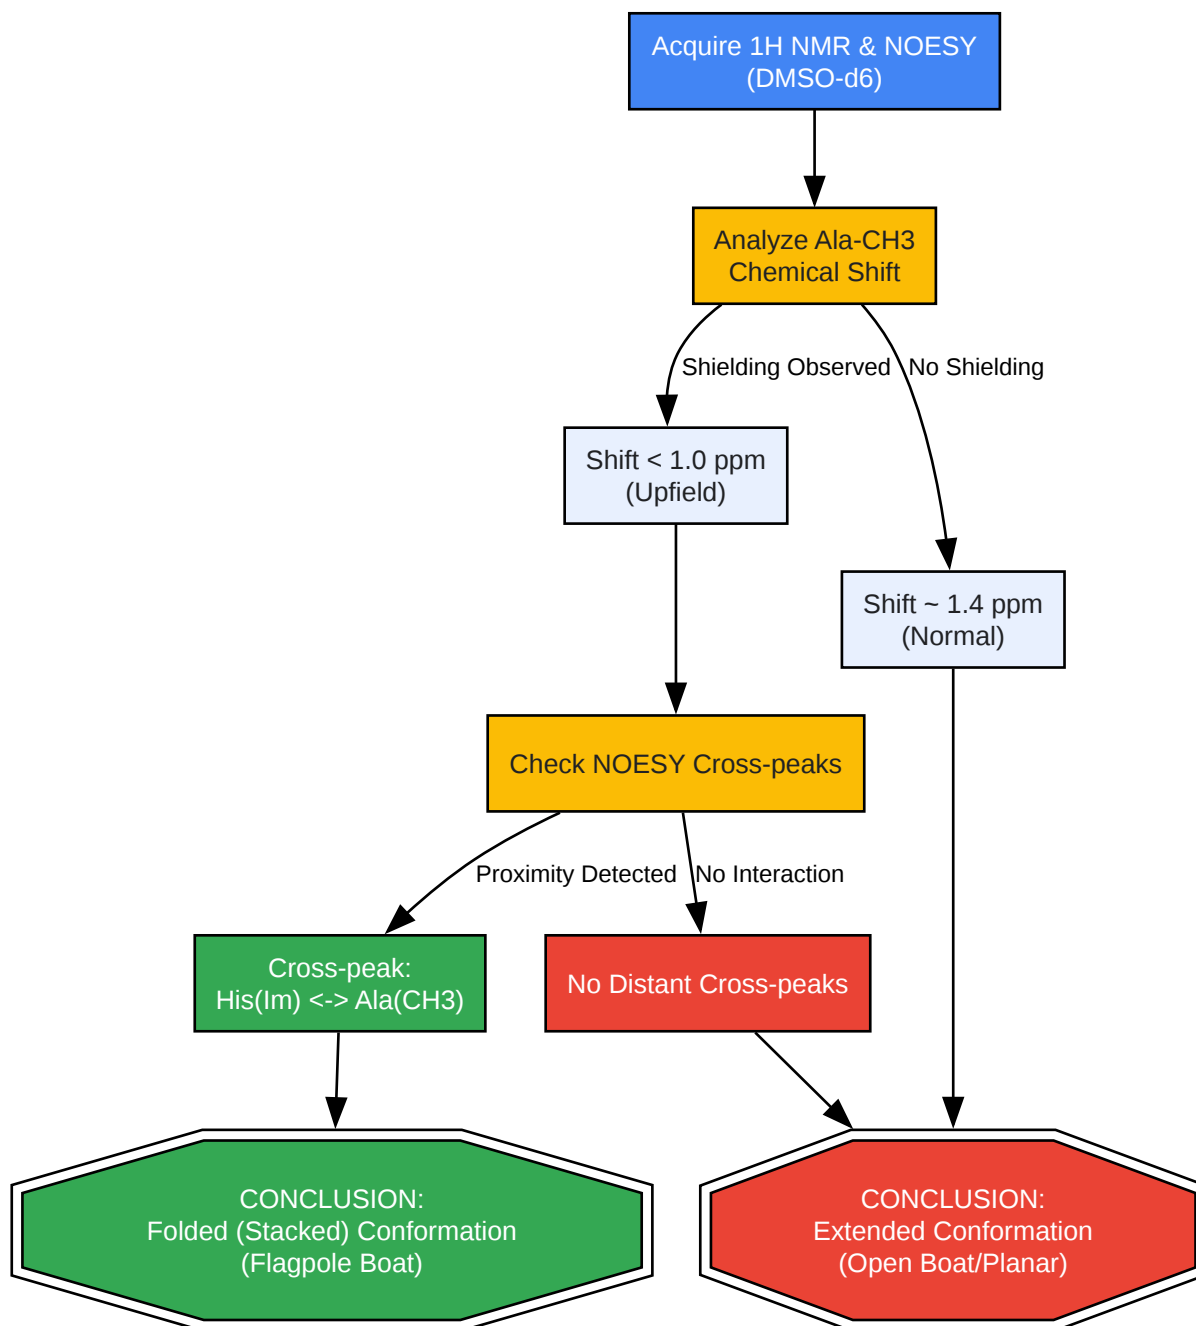 Acquire 1H NMR & NOESY
(DMSO-d6)
Analyze Ala-CH3
Chemical Shift
Shielding Observed
No Shielding
Shift < 1.0 ppm
(Upfield)
Shift ~ 1.4 ppm
(Normal)
Check NOESY Cross-peaks
Proximity Detected
No Interaction
Cross-peak:
His(Im) <-> Ala(CH3)
No Distant Cross-peaks
CONCLUSION:
Folded (Stacked) Conformation
(Flagpole Boat)
CONCLUSION:
Extended Conformation
(Open Boat/Planar)